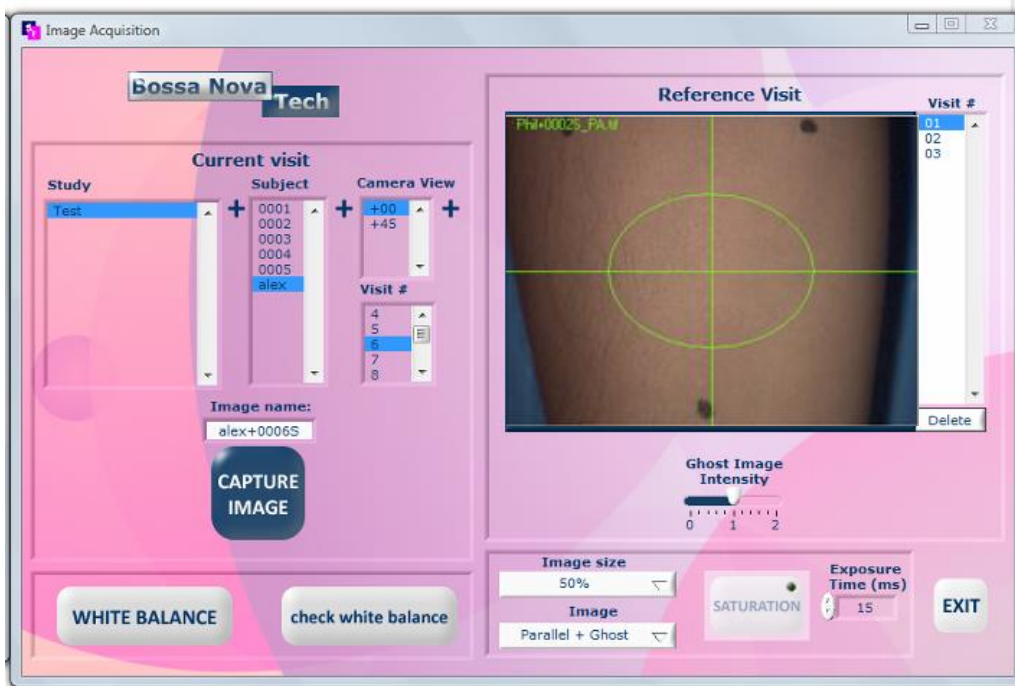 Image Acquisition
Bossa Nova
Tech
Current visit
Study
Test
+
Subject
0001
0002
0003
0004
0005
alex
+
Camera View
+00
+45
+
Visit #
4
5
6
7
8
Image name:
alex+0006S
CAPTURE
IMAGE
WHITE BALANCE
check white balance
Reference Visit
Phil+0002S_PA.tif
Visit #
01
02
03
Delete
Ghost Image
Intensity
0 1 2
Image size
50%
Image
Parallel + Ghost
SATURATION
Exposure
Time (ms)
15
EXIT